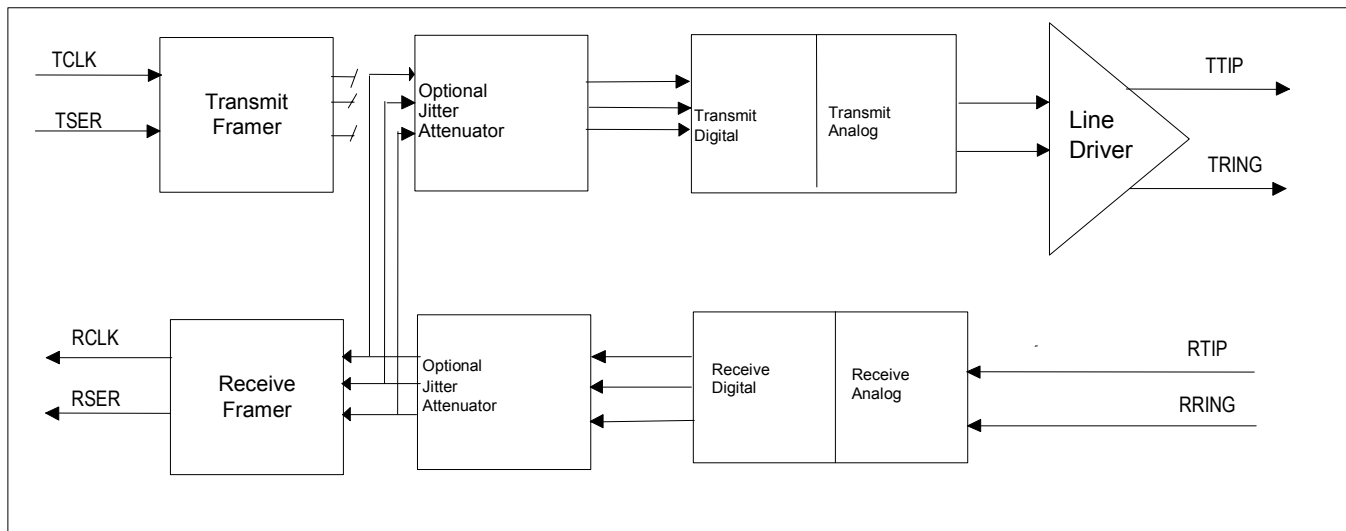 TCLK
TSER
Transmit
Framer
Optional
Jitter
Attenuator
Transmit
Digital
Transmit
Analog
Line
Driver
TTIP
TRING
RCLK
RSER
Receive
Framer
Optional
Jitter
Attenuator
Receive
Digital
Receive
Analog
RTIP
RRING